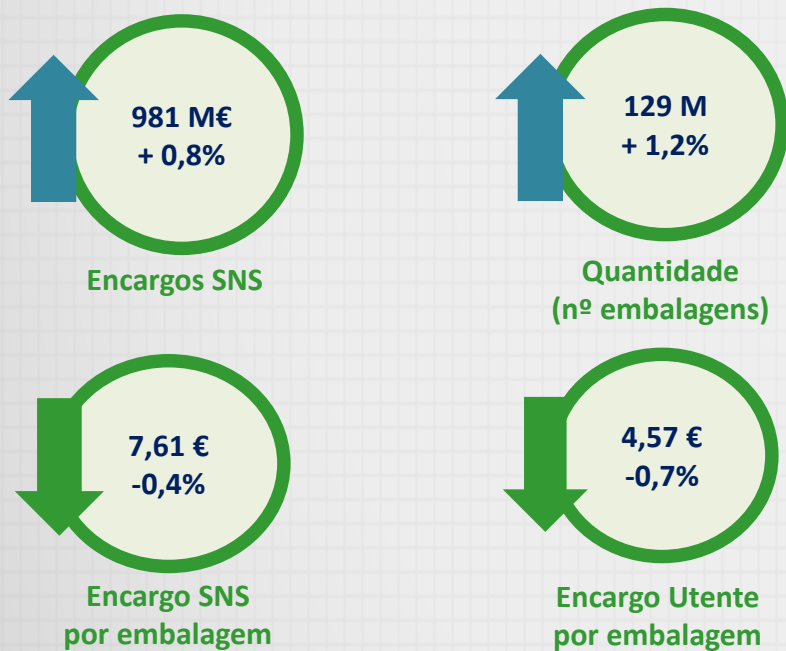 981 M€
+ 0,8%
Encargos SNS
129 M
+ 1,2%
Quantidade
(nº embalagens)
7,61 €
-0,4%
Encargo SNS
por embalagem
4,57 €
-0,7%
Encargo Utente
por embalagem